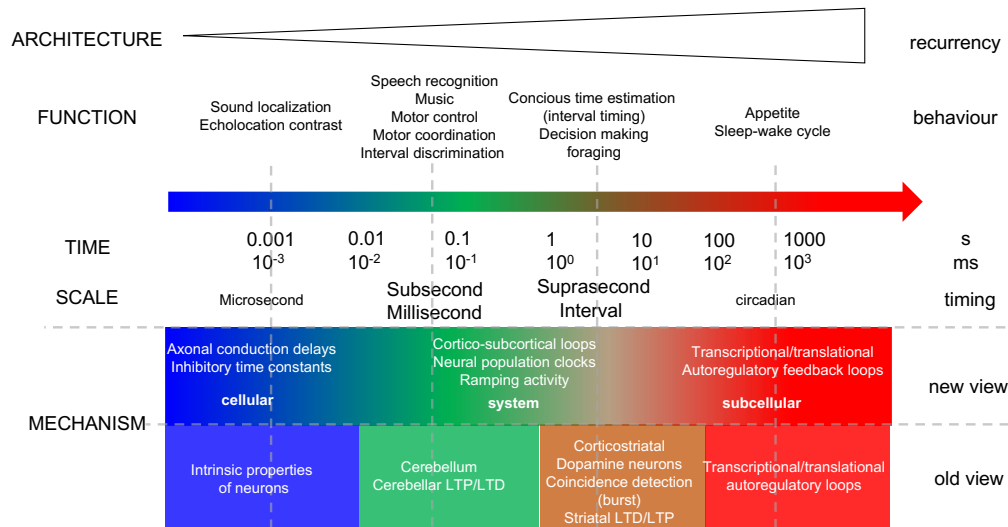 ARCHITECTURE
recurrency
FUNCTION
Sound localization
Echolocation contrast
Speech recognition
Music
Motor control
Motor coordination
Interval discrimination
Concious time estimation
(interval timing)
Decision making
foraging
Appetite
Sleep-wake cycle
behaviour
TIME
0.001 0.01 0.1 1 10 100 1000 s
10-3 10-2 10-1 100 101 102 103 ms
SCALE
Microsecond
Subsecond
Millisecond
Suprasecond
Interval
circadian
timing
MECHANISM
Axonal conduction delays
Inhibitory time constants
cellular
Cortico-subcortical loops
Neural population clocks
Ramping activity
system
Transcriptional/translational
Autoregulatory feedback loops
subcellular
new view
Intrinsic properties
of neurons
Cerebellum
Cerebellar LTP/LTD
Corticostriatal
Dopamine neurons
Coincidence detection
(burst)
Striatal LTD/LTP
Transcriptional/translational
autoregulatory loops
old view